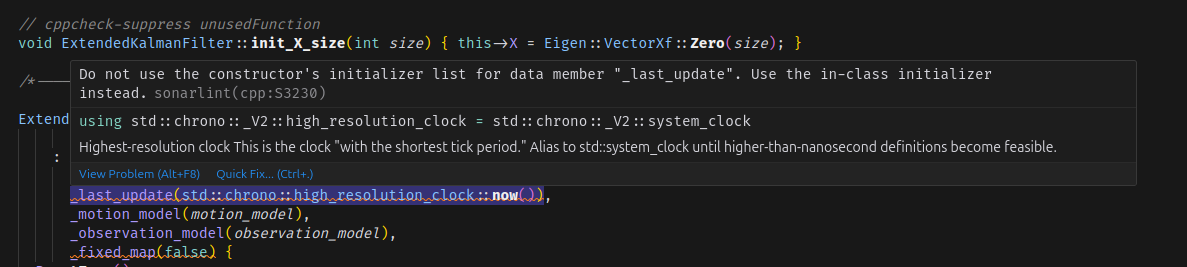 // cppcheck-suppress unusedFunction
void ExtendedKalmanFilter::init_X_size(int size) { this->X = Eigen::VectorXf::Zero(size); }
/*
Do not use the constructor's initializer list for data member "_last_update". Use the in-class initializer
instead. sonarlint(cpp:S3230)
using std::chrono::_V2::high_resolution_clock = std::chrono::_V2::system_clock
Extend
Highest-resolution clock This is the clock "with the shortest tick period." Alias to std::system_clock until higher-than-nanosecond definitions become feasible.
:
View Problem (Alt+F8) Quick Fix... (Ctrl+.)
_last_update(std::chrono::high_resolution_clock::now()),
_motion_model(motion_model),
_observation_model(observation_model),
_fixed_map(false) {